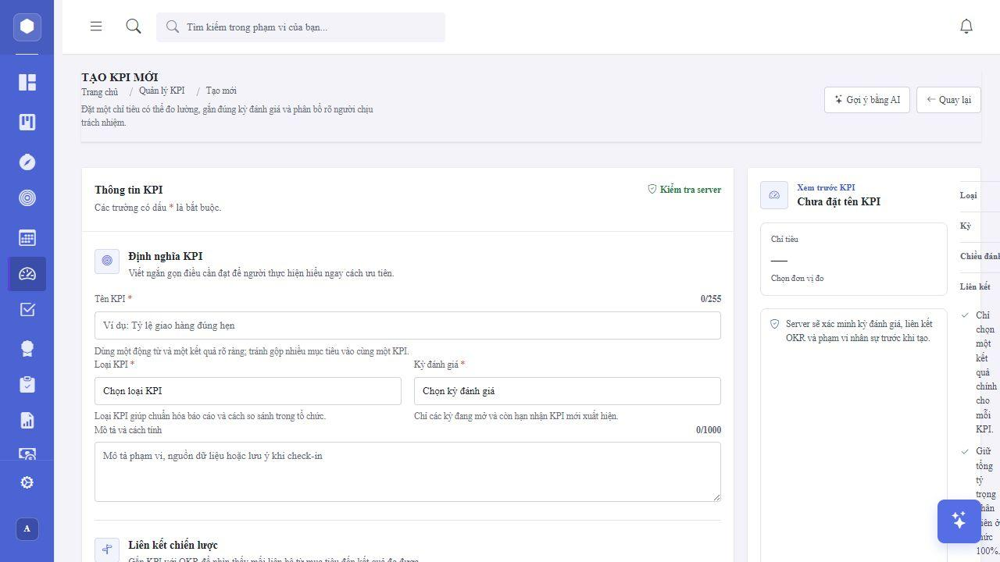 Tìm kiếm trong phạm vi của bạn...
TẠO KPI MỚI
Trang chủ / Quản lý KPI / Tạo mới
Đặt một chỉ tiêu có thể đo lường, gắn đúng kỳ đánh giá và phân bổ rõ người chịu
trách nhiệm.
Gợi ý bằng AI
Quay lại
Thông tin KPI
Kiểm tra server
Các trường có dấu * là bắt buộc.
Định nghĩa KPI
Viết ngắn gọn điều cần đạt để người thực hiện hiểu ngay cách ưu tiên.
Tên KPI *
0/255
Ví dụ: Tỷ lệ giao hàng đúng hẹn
Dùng một động từ và một kết quả rõ ràng; tránh gộp nhiều mục tiêu vào cùng một KPI.
Loại KPI *
Kỳ đánh giá *
Chọn loại KPI
Chọn kỳ đánh giá
Loại KPI giúp chuẩn hóa báo cáo và cách so sánh trong tổ chức.
Chỉ các kỳ đang mở và còn hạn nhận KPI mới xuất hiện.
Mô tả và cách tính
0/1000
Mô tả phạm vi, nguồn dữ liệu hoặc lưu ý khi check-in
Liên kết chiến lược
Gắn KPI với OKR để nhìn thấy mối liên hệ từ mục tiêu đến kết quả đo được.
Xem trước KPI
Chưa đặt tên KPI
Chỉ tiêu
—
Chọn đơn vị đo
Server sẽ xác minh kỳ đánh giá, liên kết
OKR và phạm vi nhân sự trước khi tạo.
Loại
Kỳ
Chiều đánh
Liên kết
Chỉ
chọn
một
kết
quả
chính
cho
mỗi
KPI.
Giữ
tổng
tỷ
trọng
100%.
A